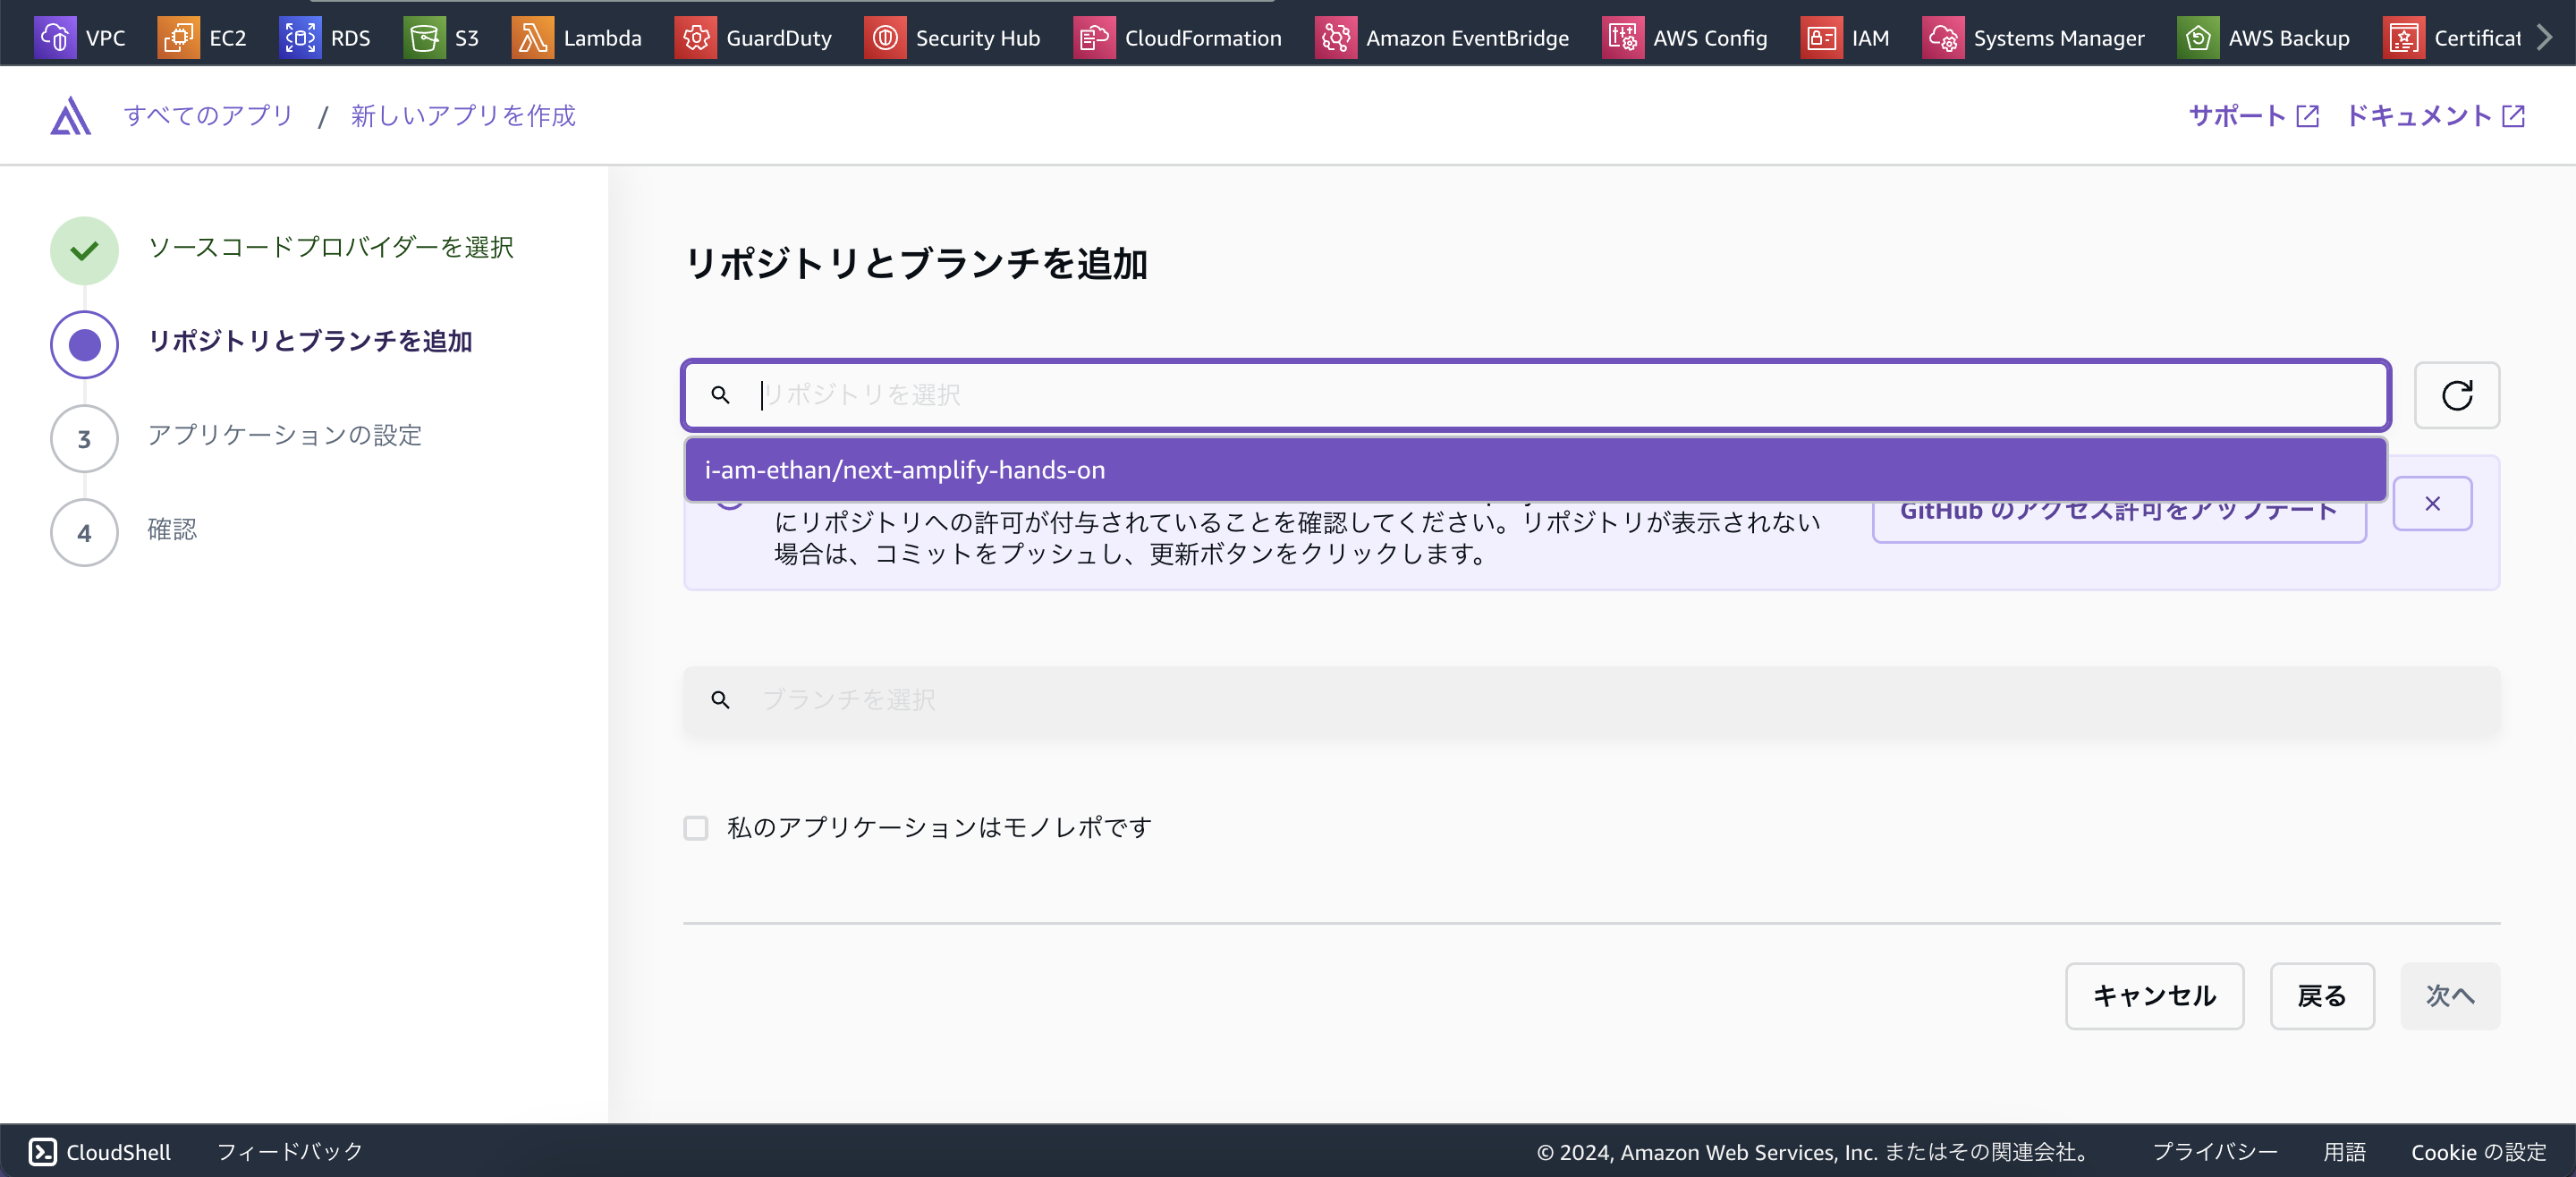 VPC EC2 RDS S3 Lambda GuardDuty Security Hub CloudFormation Amazon EventBridge AWS Config IAM Systems Manager AWS Backup Certificat
すべてのアプリ / 新しいアプリを作成
サポート ドキュメント
ソースコードプロバイダーを選択
リポジトリとブランチを追加
3 アプリケーションの設定
4 確認
リポジトリとブランチを追加
リポジトリを選択
i-am-ethan/next-amplify-hands-on
にリポジトリへの許可が付与されていることを確認してください。リポジトリが表示されない
場合は、コミットをプッシュし、更新ボタンをクリックします。
GitHub のアクセス許可をアップデート
ブランチを選択
私のアプリケーションはモノレポです
キャンセル 戻る 次へ
CloudShell フィードバック © 2024, Amazon Web Services, Inc. またはその関連会社。 プライバシー 用語 Cookie の設定